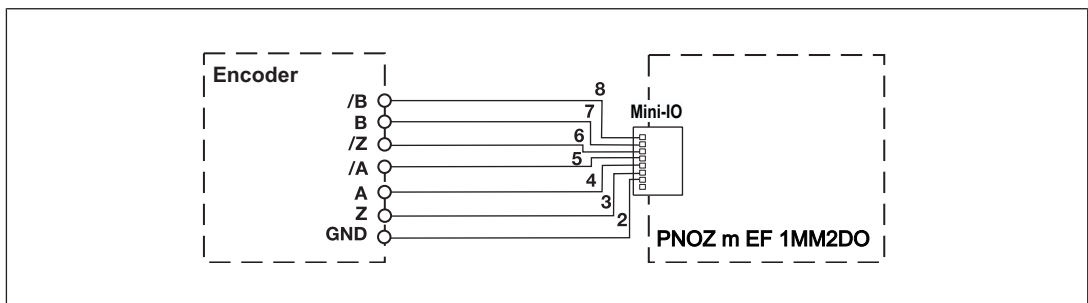 Encoder
/B
8
Mini-IO
B
7
/Z
6
/A
5
A
4
Z
3
GND
2
PNOZ m EF 1MM2DO